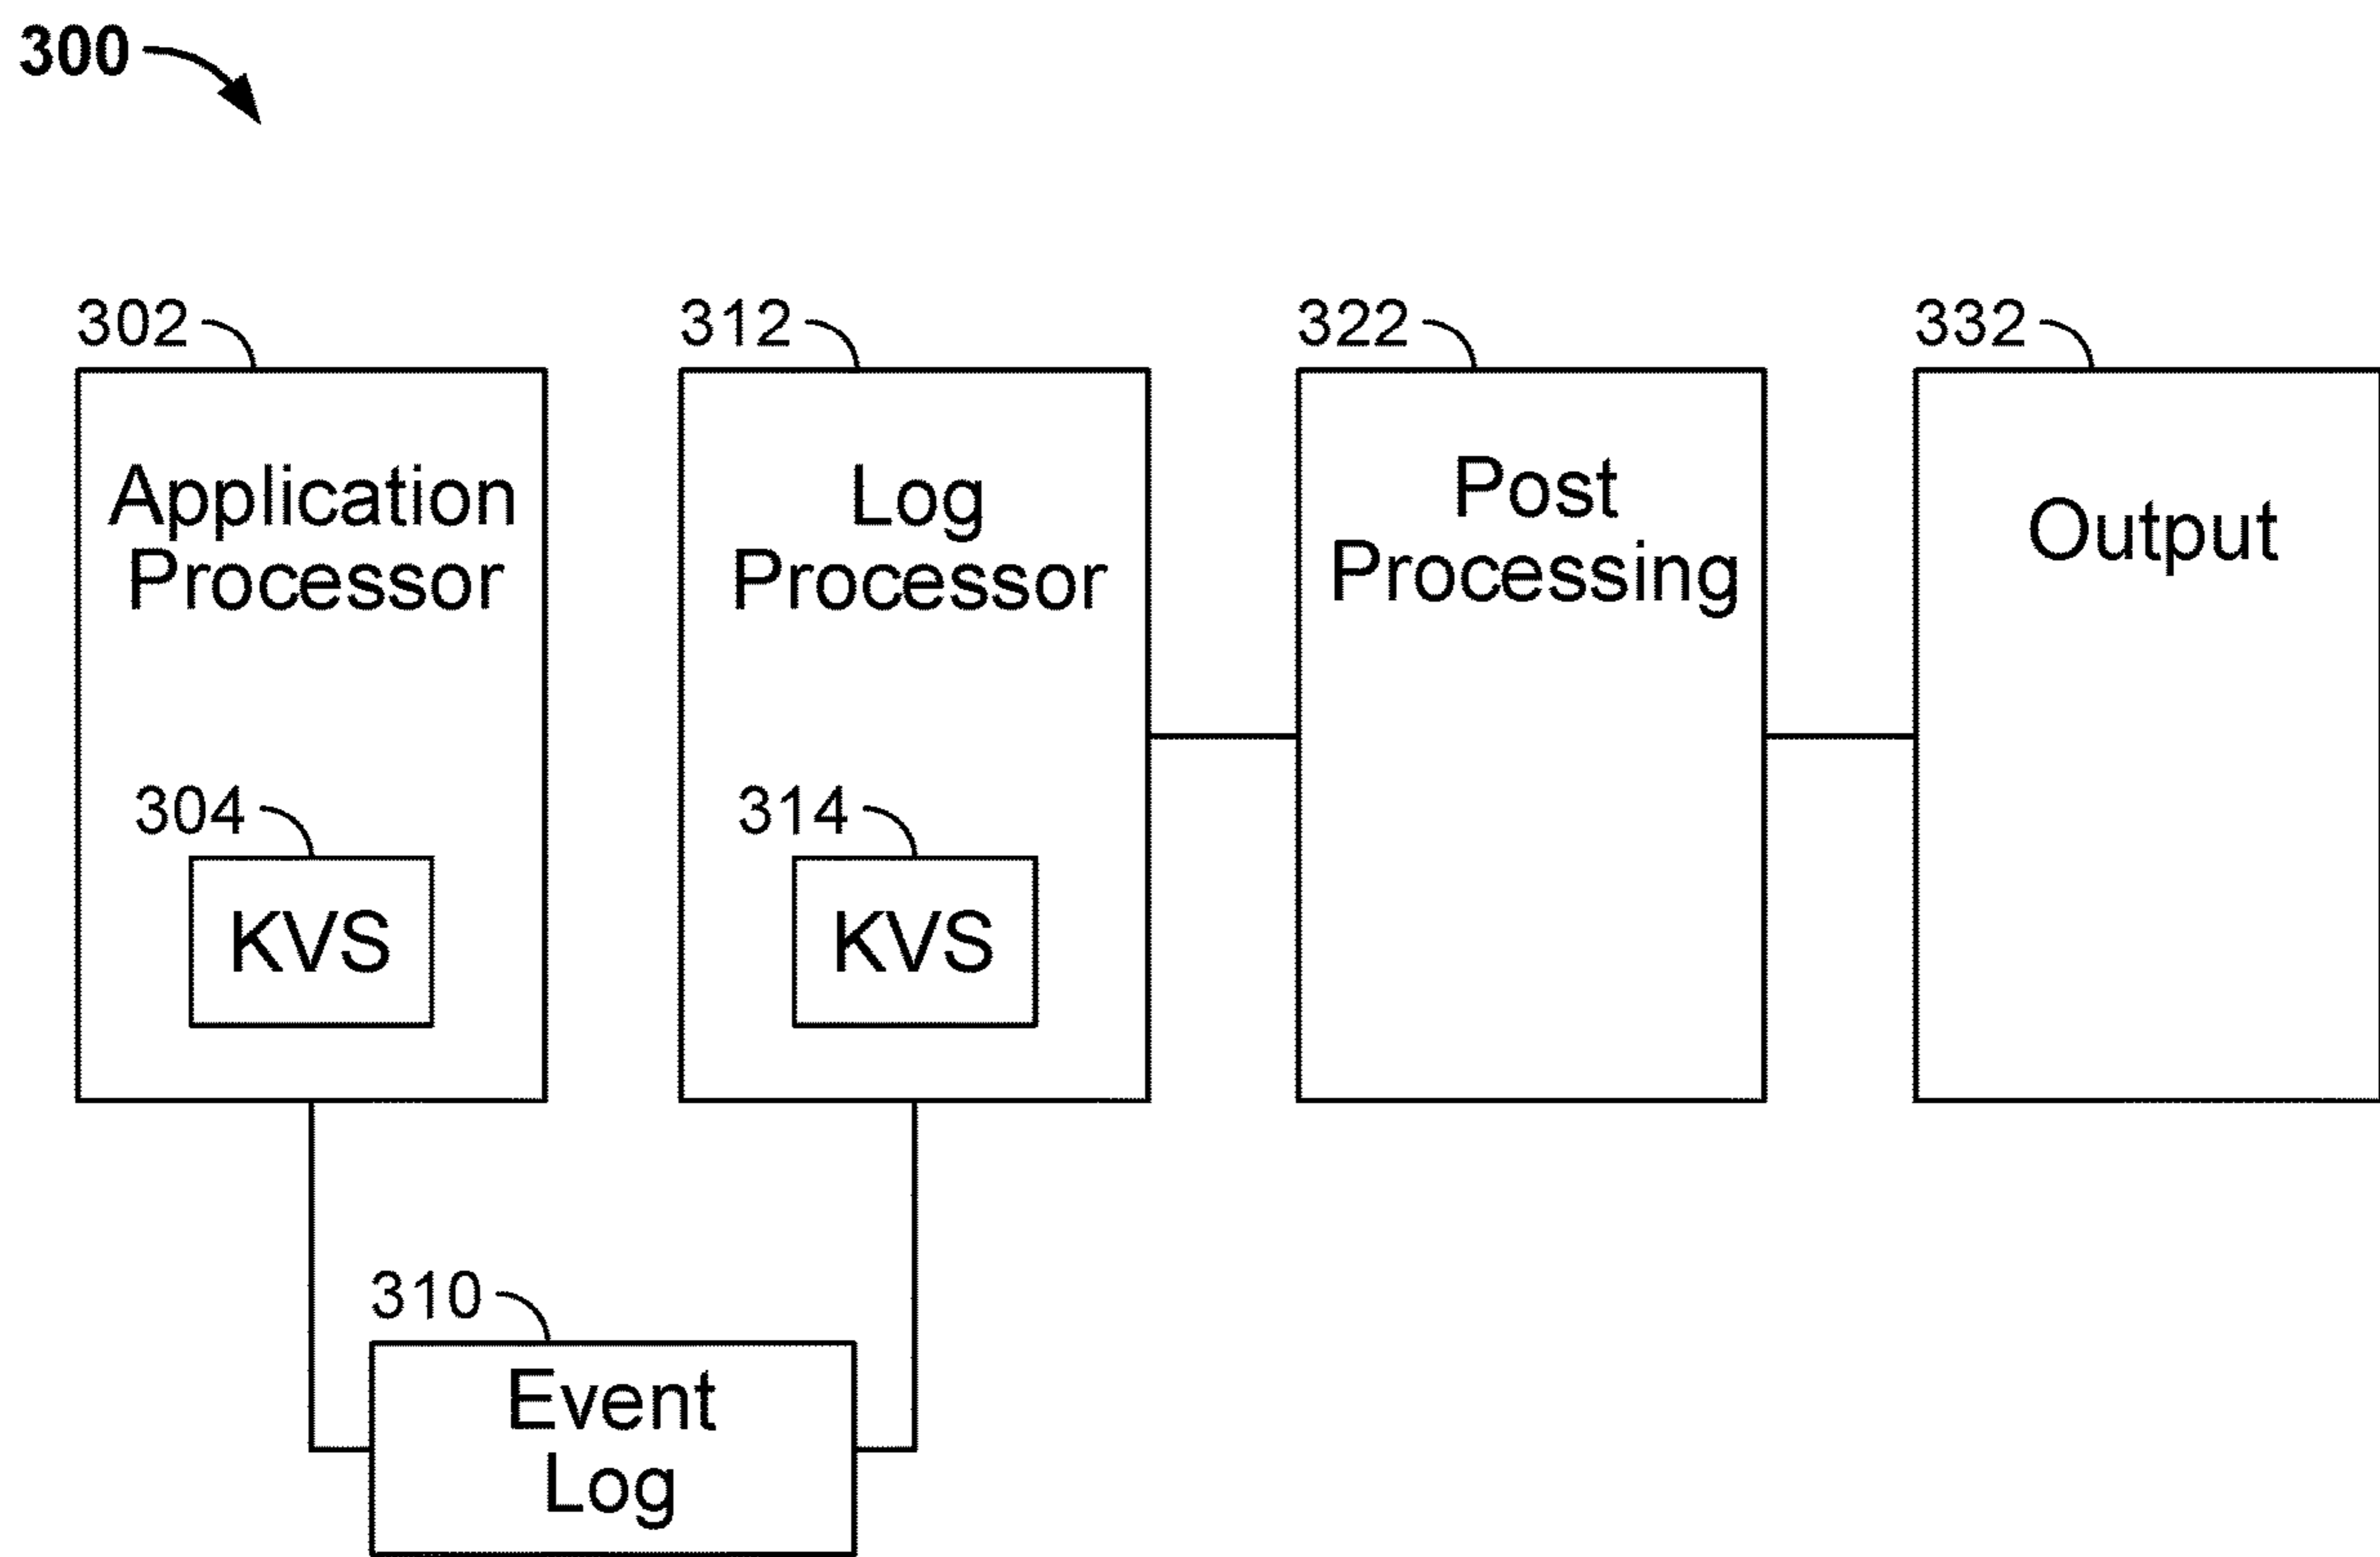 300
302
Application
Processor
304
KVS
312
Log
Processor
314
KVS
322
Post
Processing
332
Output
310
Event
Log